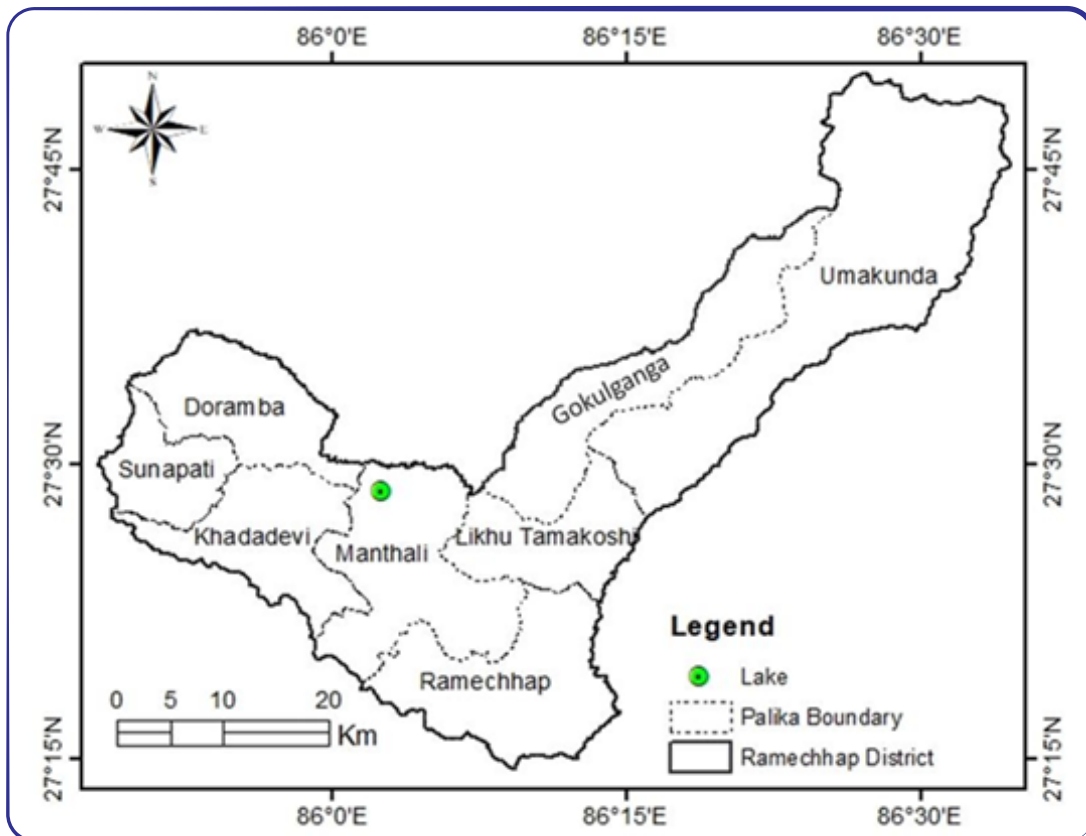 86°0'E 86°15'E 86°30'E
N
W E
S
27°45'N 27°45'N
Umakunda
Gokulganga
Doramba
27°30'N Sunapati 27°30'N
Khadadevi Manthali Likhu Tamakoshi
Legend
Ramechhap Lake
0 5 10 20 Palika Boundary
Km Ramechhap District
27°15'N 27°15'N
86°0'E 86°15'E 86°30'E